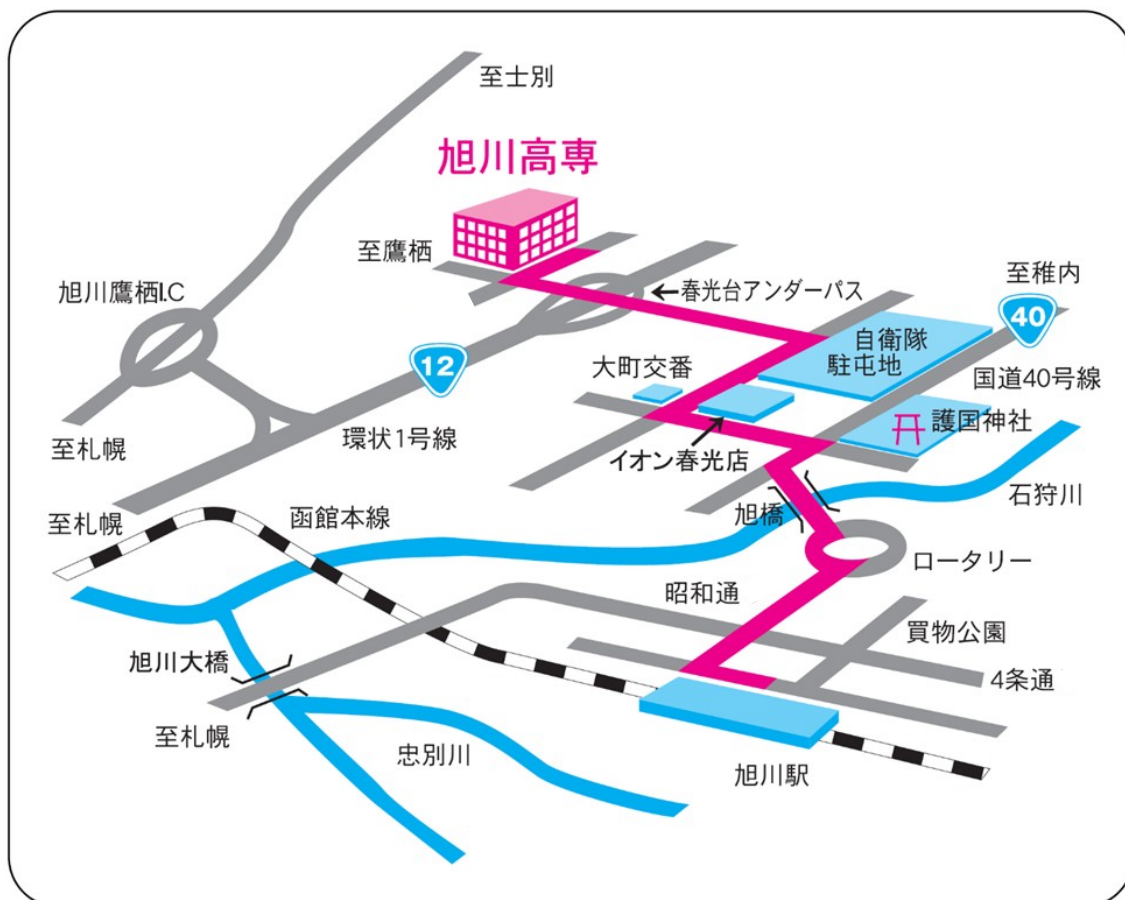 至士別
旭川高専
至鷹栖
旭川鷹栖I.C
春光台アンダーパス
至稚内
40
12
自衛隊
駐屯地
大町交番
国道40号線
護国神社
環状1号線
至札幌
イオン春光店
石狩川
至札幌
函館本線
旭橋
ロータリー
昭和通
買物公園
旭川大橋
4条通
至札幌
忠別川
旭川駅